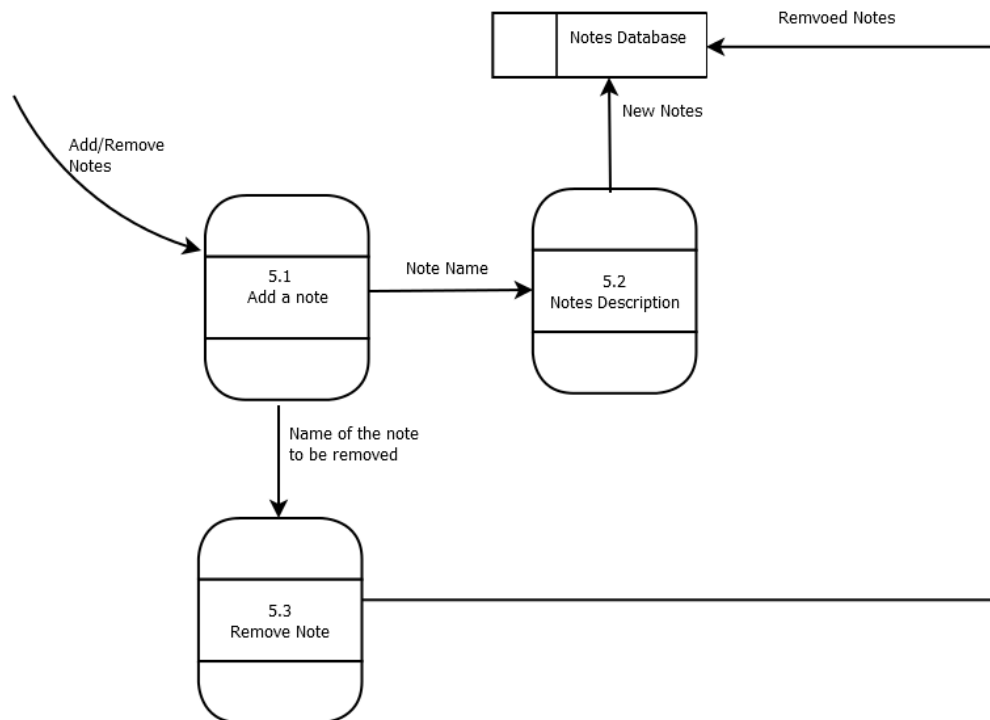 Remvoed Notes
Notes Database
New Notes
Add/Remove
Notes
5.1
Add a note
Note Name
5.2
Notes Description
Name of the note
to be removed
5.3
Remove Note